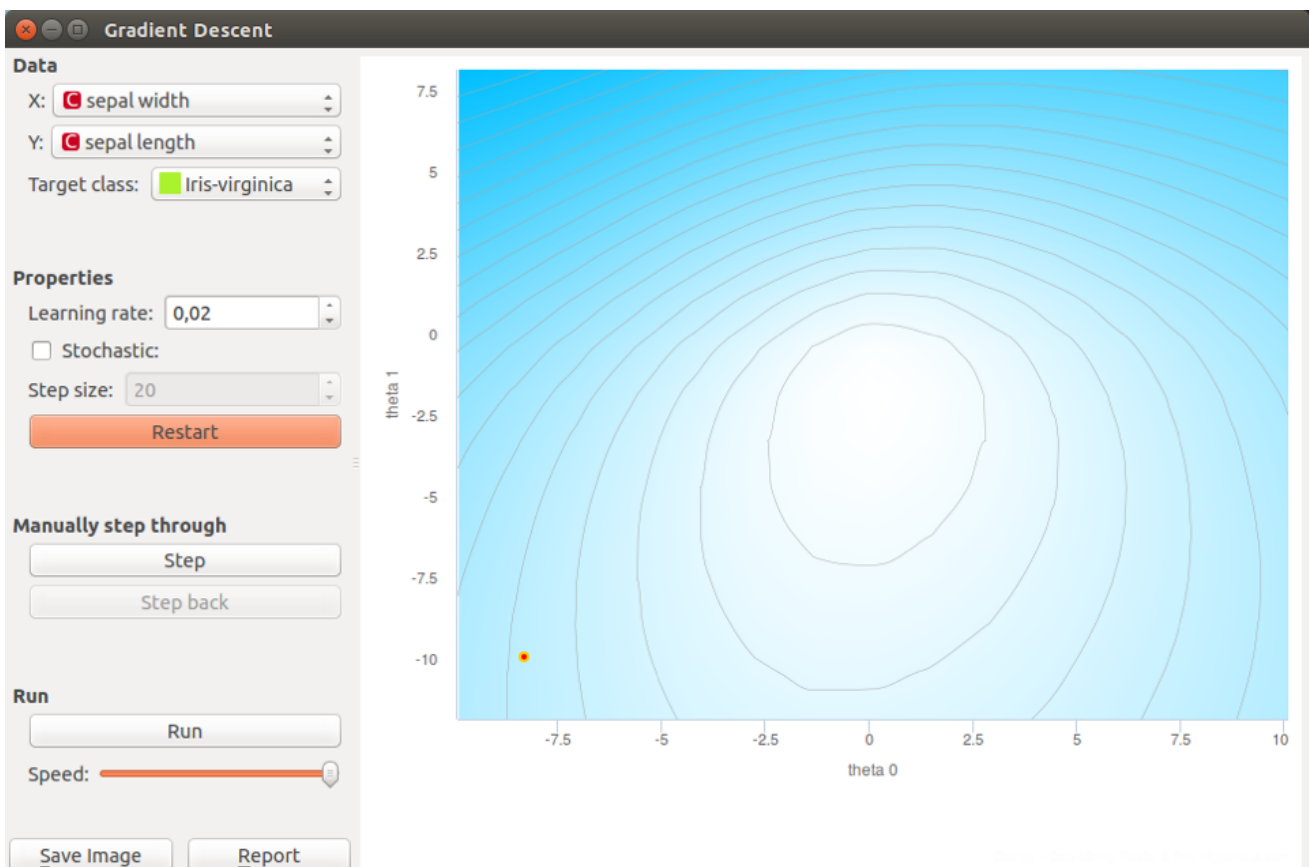 Gradient Descent
Data
X: C sepal width
Y: C sepal length
Target class: Iris-virginica
Properties
Learning rate: 0,02
Stochastic:
Step size: 20
Restart
Manually step through
Step
Step back
Run
Run
Speed:
Save Image Report
7.5
5
2.5
0
-2.5
-5
-7.5
-10
theta 1
-7.5 -5 -2.5 0 2.5 5 7.5 10
theta 0